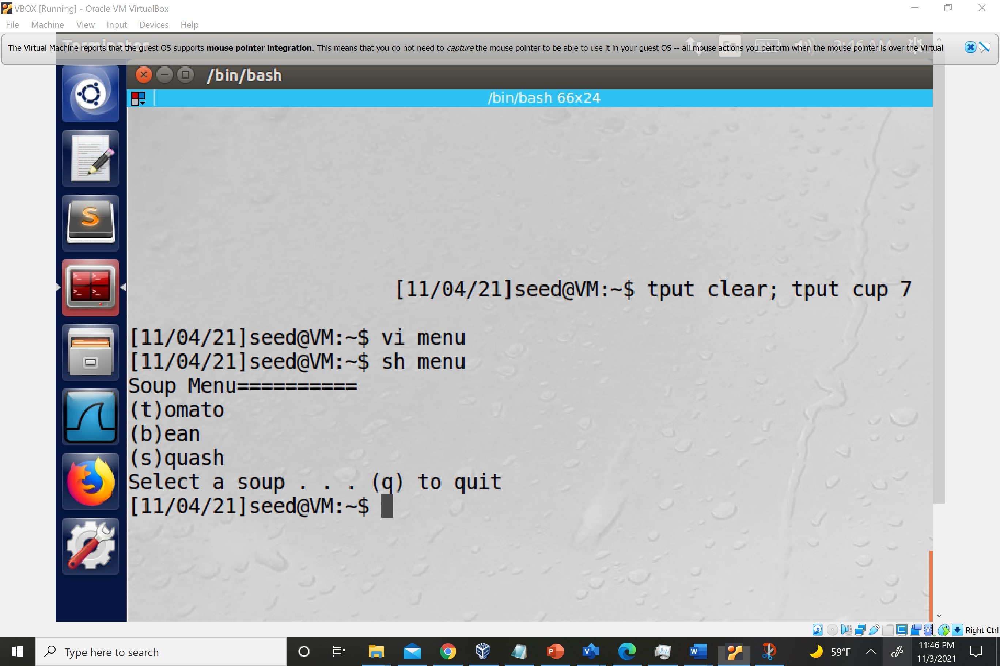 VBOX [Running] - Oracle VM VirtualBox
File Machine View Input Devices Help
The Virtual Machine reports that the guest OS supports mouse pointer integration. This means that you do not need to capture the mouse pointer to be able to use it in your guest OS -- all mouse actions you perform when the mouse pointer is over the Virtual
Terminator 2:46 AM
/bin/bash
/bin/bash 66x24
[11/04/21]seed@VM:~$ tput clear; tput cup 7
[11/04/21]seed@VM:~$ vi menu
[11/04/21]seed@VM:~$ sh menu
Soup Menu==========
(t)omato
(b)ean
(s)quash
Select a soup . . . (q) to quit
[11/04/21]seed@VM:~$
Right Ctrl
Type here to search
59°F
11:46 PM
11/3/2021